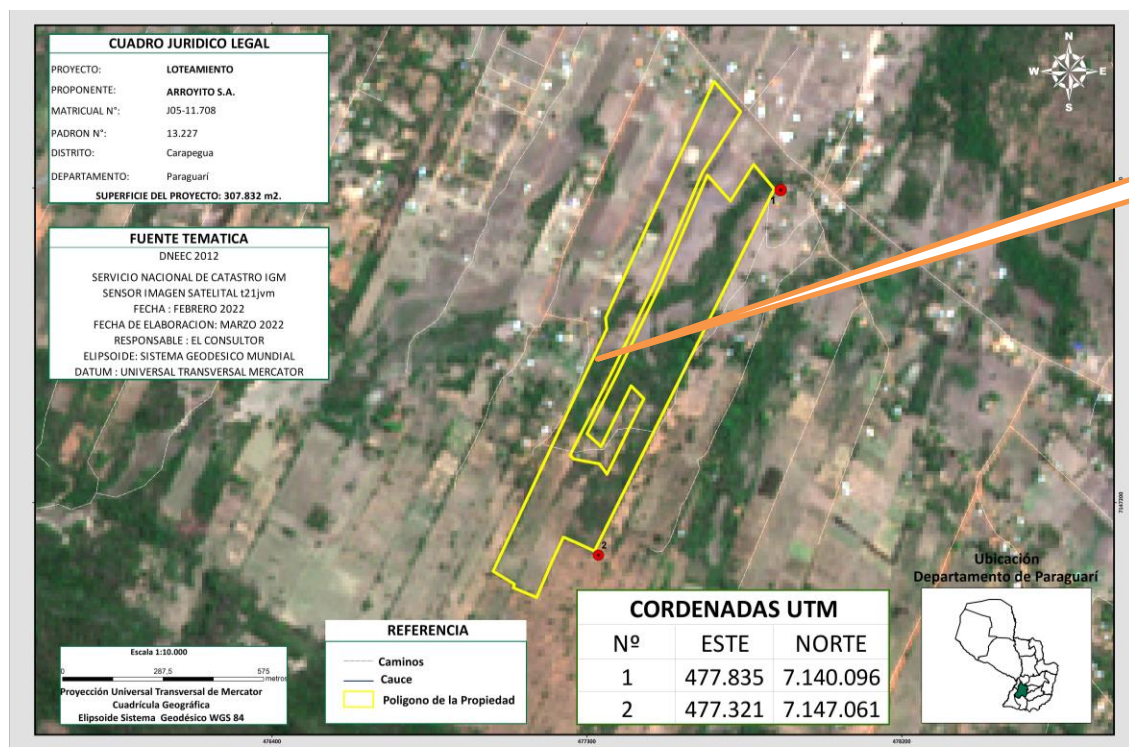 CUADRO JURIDICO LEGAL
PROYECTO: LOTEAMIENTO
PROPONENTE: ARROYITO S.A.
MATRICUAL N°: J05-11.708
PADRON N°: 13.227
DISTRITO: Carapegua
DEPARTAMENTO: Paraguarí
SUPERFICIE DEL PROYECTO: 307.832 m2.
FUENTE TEMATICA
DNEEC 2012
SERVICIO NACIONAL DE CATASTRO IGM
SENSOR IMAGEN SATELITAL t21jvm
FECHA : FEBRERO 2022
FECHA DE ELABORACION: MARZO 2022
RESPONSABLE : EL CONSULTOR
ELIPSOIDE: SISTEMA GEODESICO MUNDIAL
DATUM : UNIVERSAL TRANSVERSAL MERCATOR
N
W E
S
1
2
Escala 1:10.000
0 287,5 575
metros
Proyección Universal Transversal de Mercator
Cuadrícula Geográfica
Elipsoide Sistema Geodésico WGS 84
REFERENCIA
Caminos
Cauce
Poligono de la Propiedad
CORDENADAS UTM
Nº ESTE NORTE
1 477.835 7.140.096
2 477.321 7.147.061
Ubicación
Departamento de Paraguarí
476400 477300 478200
7147200